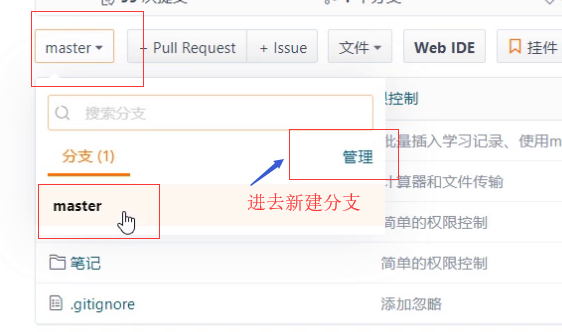 master
+ Pull Request
+ Issue
文件
Web IDE
挂件
搜索分支
限控制
分支 (1)
管理
批量插入学习记录、使用m
计算器和文件传输
master
进去新建分支
简单的权限控制
笔记
简单的权限控制
.gitignore
添加忽略